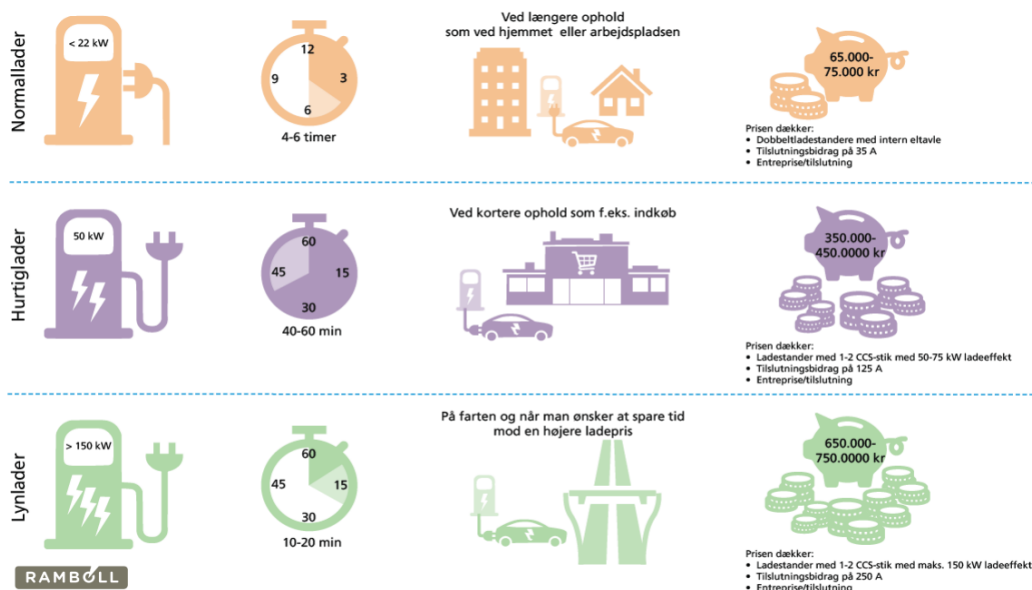 Normallader
< 22 kW
12
3
6
9
4-6 timer
Ved længere ophold
som ved hjemmet eller arbejdspladsen
65.000-
75.000 kr
Prisen dækker:
• Dobbeltladestandere med intern eltavle
• Tilslutningsbidrag på 35 A
• Entreprise/tilslutning
Hurtiglader
50 kW
60
15
30
45
40-60 min
Ved kortere ophold som f.eks. indkøb
350.000-
450.0000 kr
Prisen dækker:
• Ladestander med 1-2 CCS-stik med 50-75 kW ladeeffekt
• Tilslutningsbidrag på 125 A
• Entreprise/tilslutning
Lynlader
> 150 kW
60
15
30
45
10-20 min
På farten og når man ønsker at spare tid
mod en højere ladepris
650.000-
750.0000 kr
Prisen dækker:
• Ladestander med 1-2 CCS-stik med maks. 150 kW ladeeffekt
• Tilslutningsbidrag på 250 A
• Entreprise/tilslutning
RAMBOLL